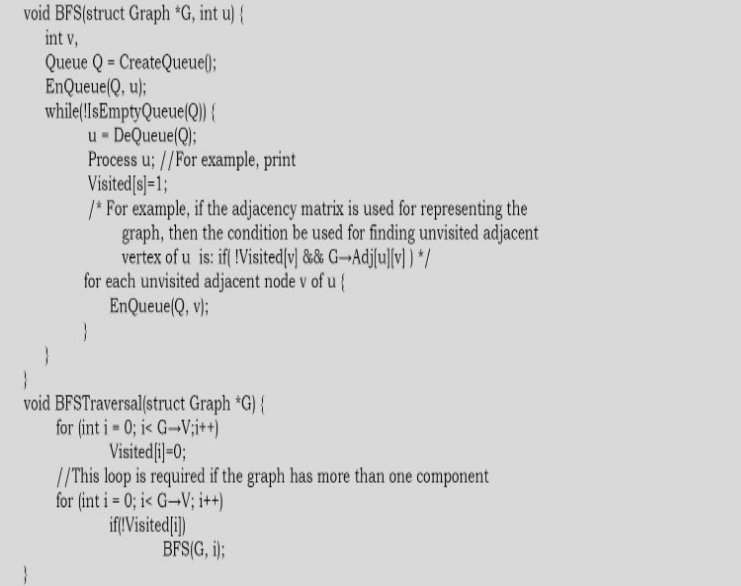 void BFS(struct Graph *G, int u) {
int v,
Queue Q = CreateQueue();
EnQueue(Q, u);
while(!IsEmptyQueue(Q)) {
u = DeQueue(Q);
Process u; //For example, print
Visited[s]=1;
/* For example, if the adjacency matrix is used for representing the
graph, then the condition be used for finding unvisited adjacent
vertex of u is: if( !Visited[v] && G→Adj[u][v] ) */
for each unvisited adjacent node v of u {
EnQueue(Q, v);
}
}
}
void BFSTraversal(struct Graph *G) {
for (int i = 0; i< G→V;i++)
Visited[i]=0;
//This loop is required if the graph has more than one component
for (int i = 0; i< G→V; i++)
if(!Visited[i])
BFS(G, i);
}